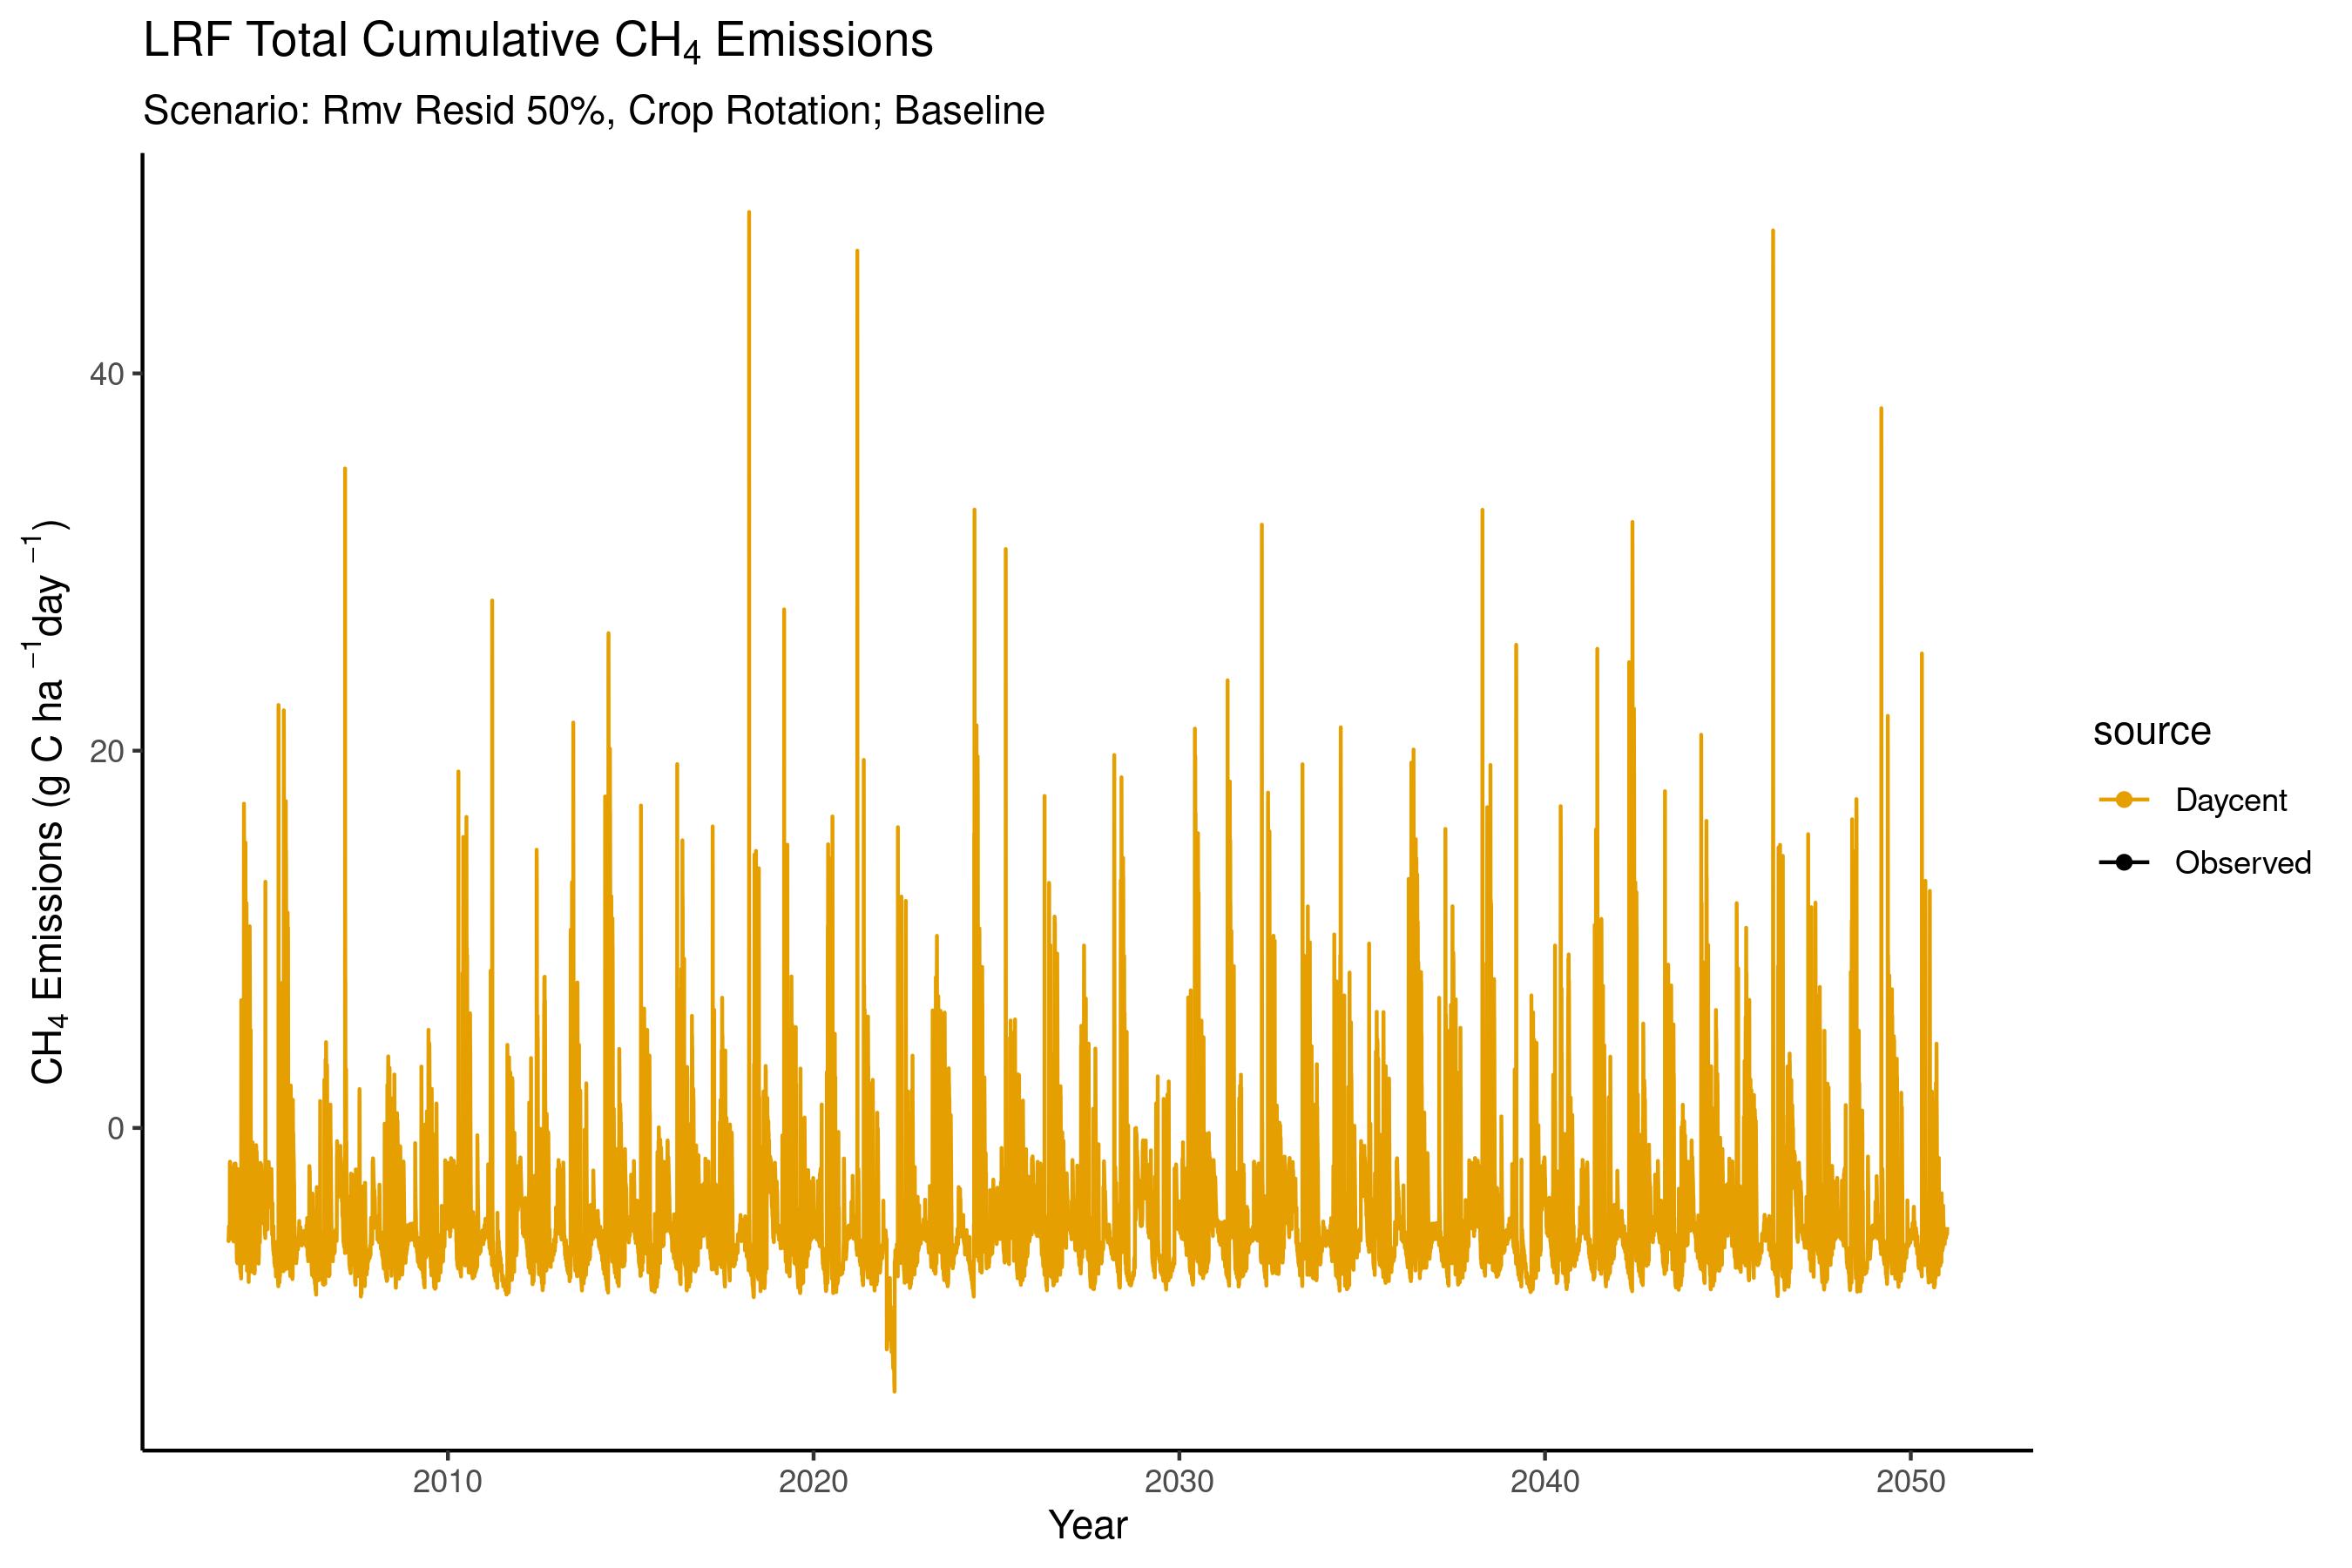 LRF Total Cumulative CH₄ Emissions
Scenario: Rmv Resid 50%, Crop Rotation; Baseline
CH₄ Emissions (g C ha ⁻¹day ⁻¹)
40
20
0
2010 2020 2030 2040 2050
Year
source
Daycent
Observed